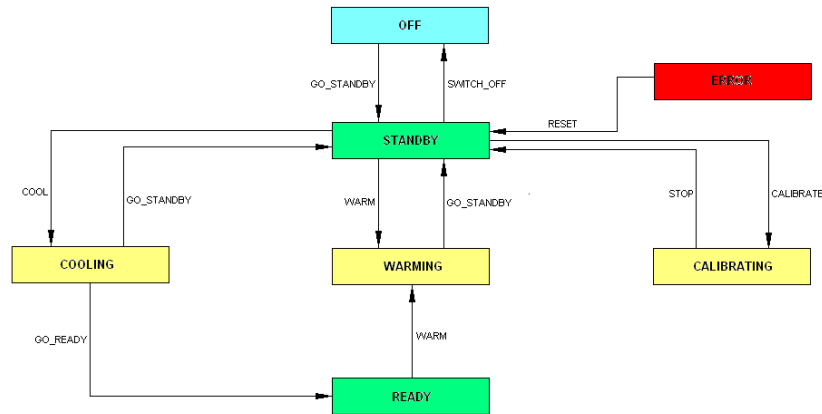 OFF
GO_STANDBY
SWITCH_OFF
ERROR
RESET
STANDBY
COOL
GO_STANDBY
WARM
GO_STANDBY
STOP
CALIBRATE
COOLING
WARMING
CALIBRATING
GO_READY
WARM
READY